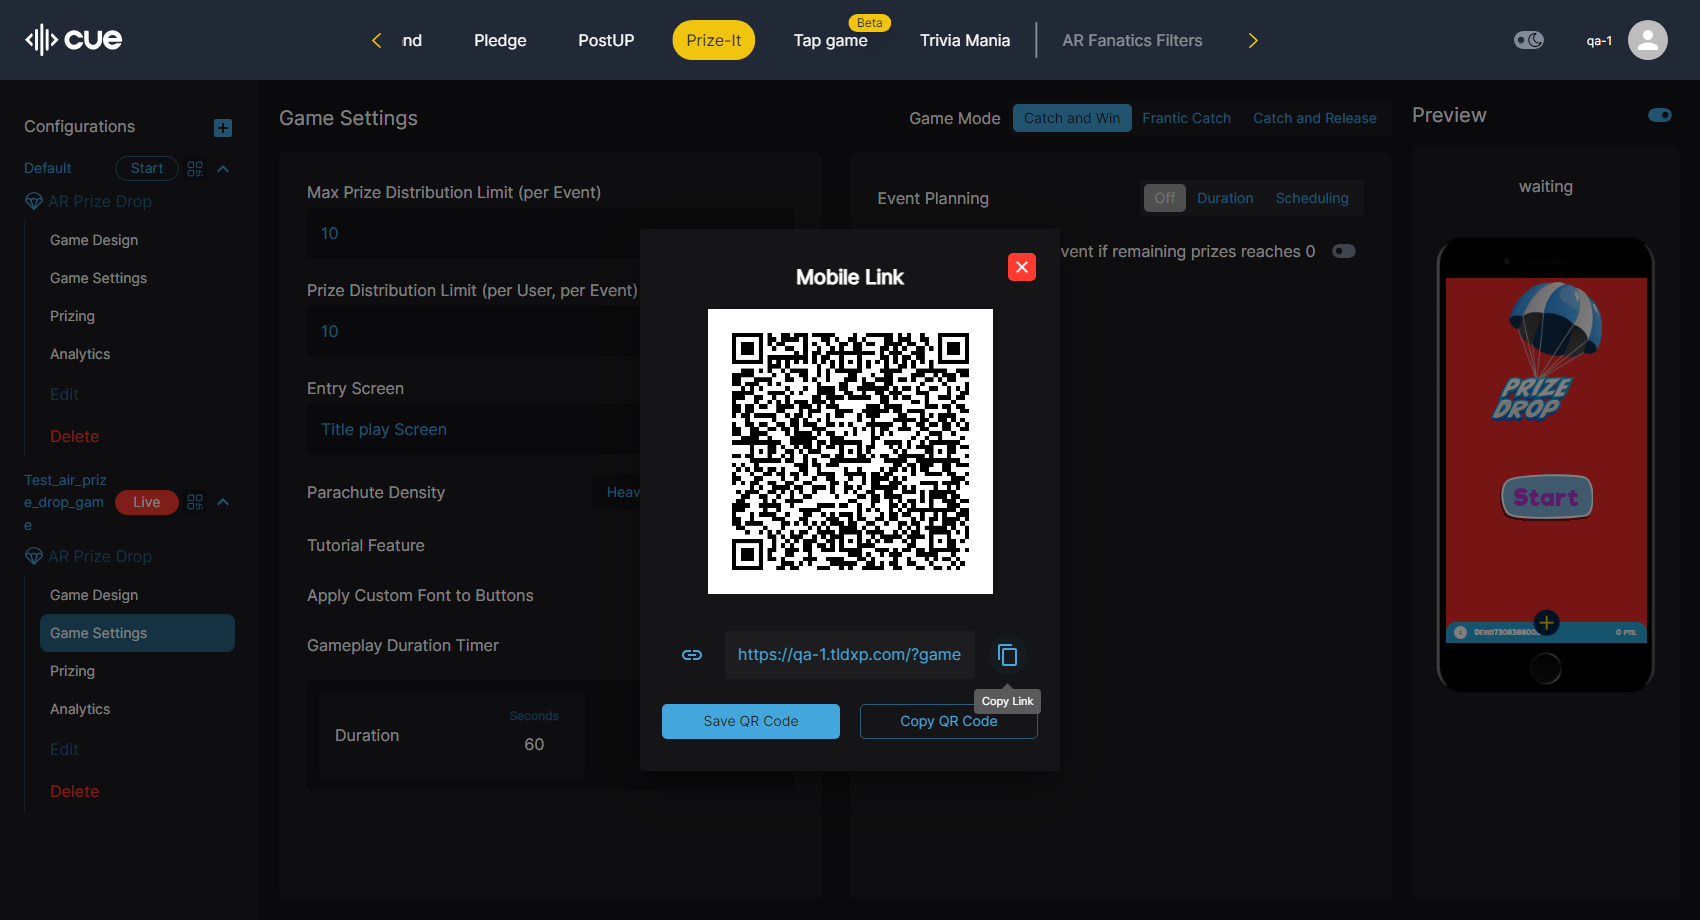 cue
nd
Pledge
PostUP
Prize-It
Beta
Tap game
Trivia Mania
AR Fanatics Filters
qa-1
Configurations
Default
Start
AR Prize Drop
Game Design
Game Settings
Prizing
Analytics
Edit
Delete
Test_air_priz
e_drop_gam
e
Live
AR Prize Drop
Game Design
Game Settings
Prizing
Analytics
Edit
Delete
Game Settings
Game Mode
Catch and Win
Frantic Catch
Catch and Release
Max Prize Distribution Limit (per Event)
10
Prize Distribution Limit (per User, per Event)
10
Entry Screen
Title play Screen
Parachute Density
Heav
Tutorial Feature
Apply Custom Font to Buttons
Gameplay Duration Timer
Duration
Seconds
60
Event Planning
Off
Duration
Scheduling
vent if remaining prizes reaches 0
Mobile Link
https://qa-1.tldxp.com/?game
Copy Link
Save QR Code
Copy QR Code
Preview
waiting
PRIZE
DROP
Start
0 PTS.